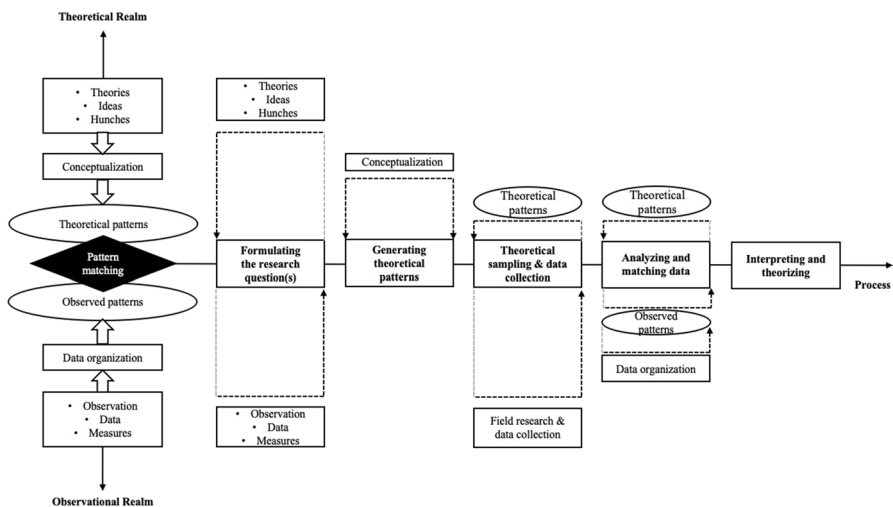 Theoretical Realm
• Theories
• Ideas
• Hunches
Conceptualization
Theoretical patterns
Pattern
matching
Observed patterns
Data organization
• Observation
• Data
• Measures
Observational Realm
• Theories
• Ideas
• Hunches
Formulating
the research
question(s)
• Observation
• Data
• Measures
Conceptualization
Generating
theoretical
patterns
Theoretical
patterns
Theoretical
sampling & data
collection
Field research &
data collection
Theoretical
patterns
Analyzing and
matching data
Observed
patterns
Data organization
Interpreting and
theorizing
Process